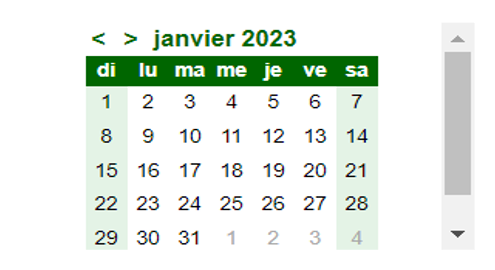 < > janvier 2023
di lu ma me je ve sa
1 2 3 4 5 6 7
8 9 10 11 12 13 14
15 16 17 18 19 20 21
22 23 24 25 26 27 28
29 30 31 1 2 3 4